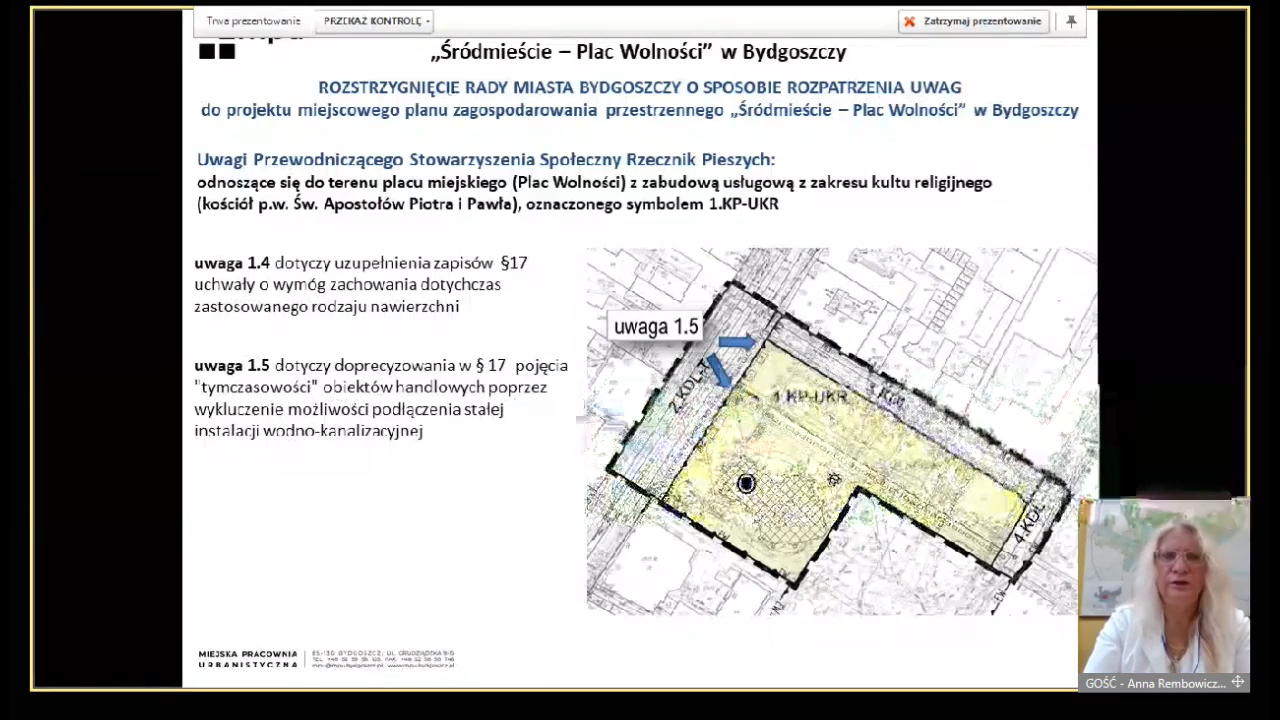 Trwa prezentowanie
PRZEKAŻ KONTROLĘ
Zatrzymaj prezentowanie
„Śródmieście – Plac Wolności” w Bydgoszczy
ROZSTRZYGNIĘCIE RADY MIASTA BYDGOSZCZY O SPOSOBIE ROZPATRZENIA UWAG
do projektu miejscowego planu zagospodarowania przestrzennego „Śródmieście – Plac Wolności” w Bydgoszczy
Uwagi Przewodniczącego Stowarzyszenia Społeczny Rzecznik Pieszych:
odnoszące się do terenu placu miejskiego (Plac Wolności) z zabudową usługową z zakresu kultu religijnego
(kościół p.w. Św. Apostołów Piotra i Pawła), oznaczonego symbolem 1.KP-UKR
uwaga 1.4 dotyczy uzupełnienia zapisów §17
uchwały o wymóg zachowania dotychczas
zastosowanego rodzaju nawierzchni
uwaga 1.5 dotyczy doprecyzowania w § 17 pojęcia
"tymczasowości" obiektów handlowych poprzez
wykluczenie możliwości podłączenia stałej
instalacji wodno-kanalizacyjnej
uwaga 1.5
1.KP-UKR
MIEJSKA PRACOWNIA
URBANISTYCZNA
GOŚĆ - Anna Rembowicz...